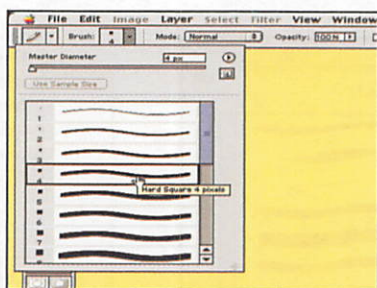 File Edit Image Layer Select Filter View Window
Brush: 4 Mode: Normal Opacity: 100%
Master Diameter 4 px
Use Sample Size
1
2
3
4
Hard Square 4 pixels
5
6
7